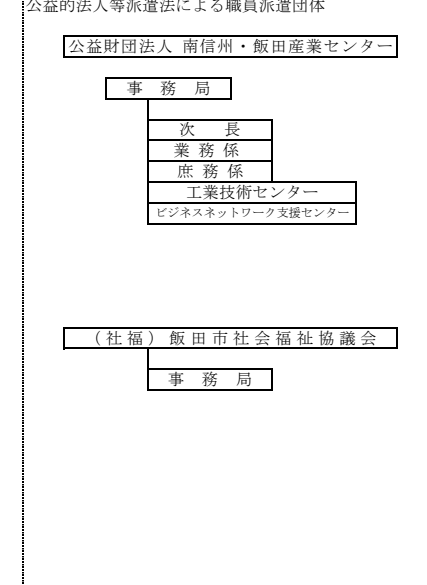 公益的法人等派遣法による職員派遣団体
公益財団法人 南信州・飯田産業センター
事 務 局
次 長
業 務 係
庶 務 係
工業技術センター
ビジネスネットワーク支援センター
（社福）飯田市社会福祉協議会
事 務 局